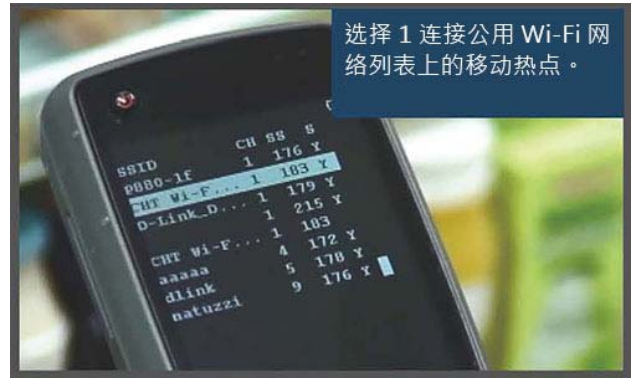 选择 1 连接公用 Wi-Fi 网
络列表上的移动热点。
SSID CH SS S
P880-1f 1 176 Y
CHT Wi-F... 1 183 Y
D-Link_D... 1 179 Y
1 215 Y
CHT Wi-F... 1 183
aaaaa 4 172 Y
dlink 5 178 Y
natuzzi 9 176 Y